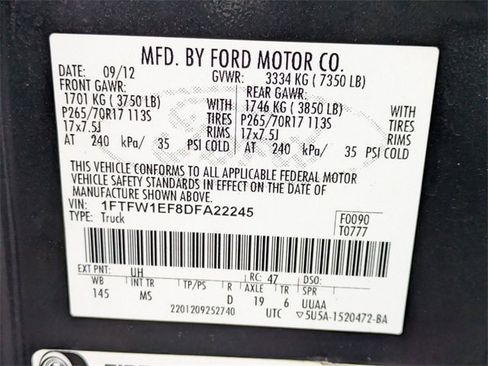 MFD. BY FORD MOTOR CO.
DATE: 09/12 GVWR: 3334 KG ( 7350 LB)
FRONT GAWR: REAR GAWR:
1701 KG ( 3750 LB) WITH 1746 KG ( 3850 LB) WITH
P265/70R17 113S TIRES P265/70R17 113S TIRES
17x7.5J RIMS 17x7.5J RIMS
AT 240 kPa/ 35 PSI COLD AT 240 kPa/ 35 PSI COLD
THIS VEHICLE CONFORMS TO ALL APPLICABLE FEDERAL MOTOR
VEHICLE SAFETY STANDARDS IN EFFECT ON THE DATE OF
MANUFACTURE SHOWN ABOVE.
VIN: 1FTFW1EF8DFA22245 F0090
TYPE: Truck T0777
EXT PNT: UH RC: 47 DSO:
WB INT TR TP/PS R AXLE TR SPR
145 MS D 19 6 UUAA
2201209252740 UTC ▽5U5A-1520472-BA